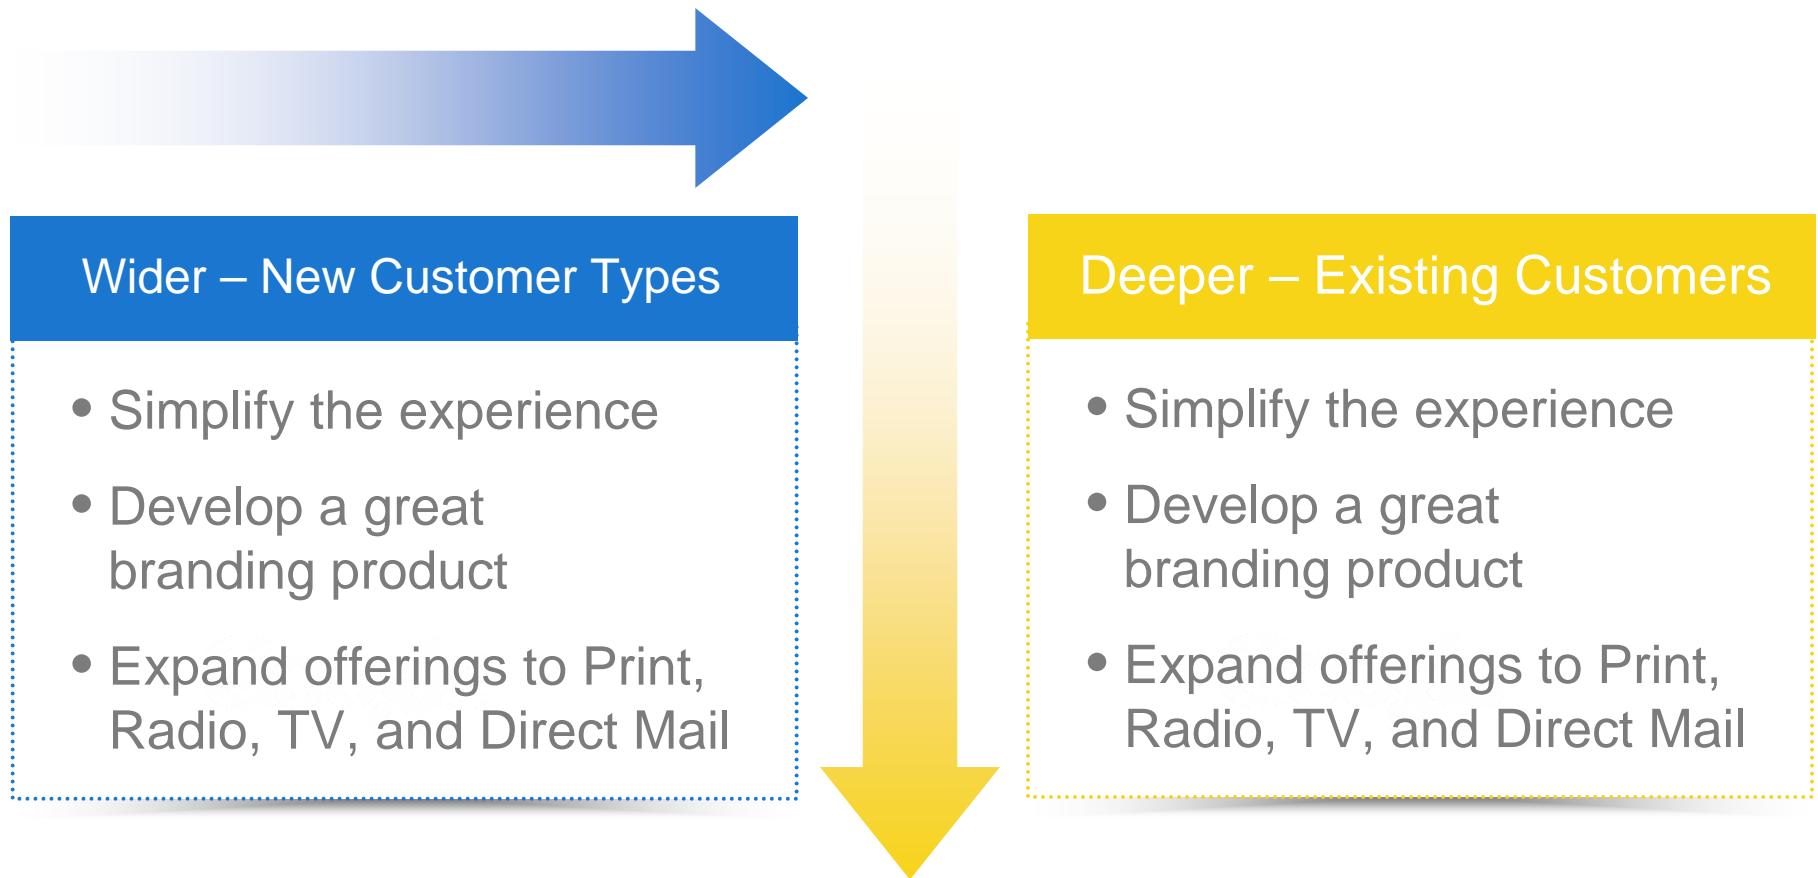 Wider – New Customer Types
• Simplify the experience
• Develop a great
branding product
• Expand offerings to Print,
Radio, TV, and Direct Mail
Deeper – Existing Customers
• Simplify the experience
• Develop a great
branding product
• Expand offerings to Print,
Radio, TV, and Direct Mail